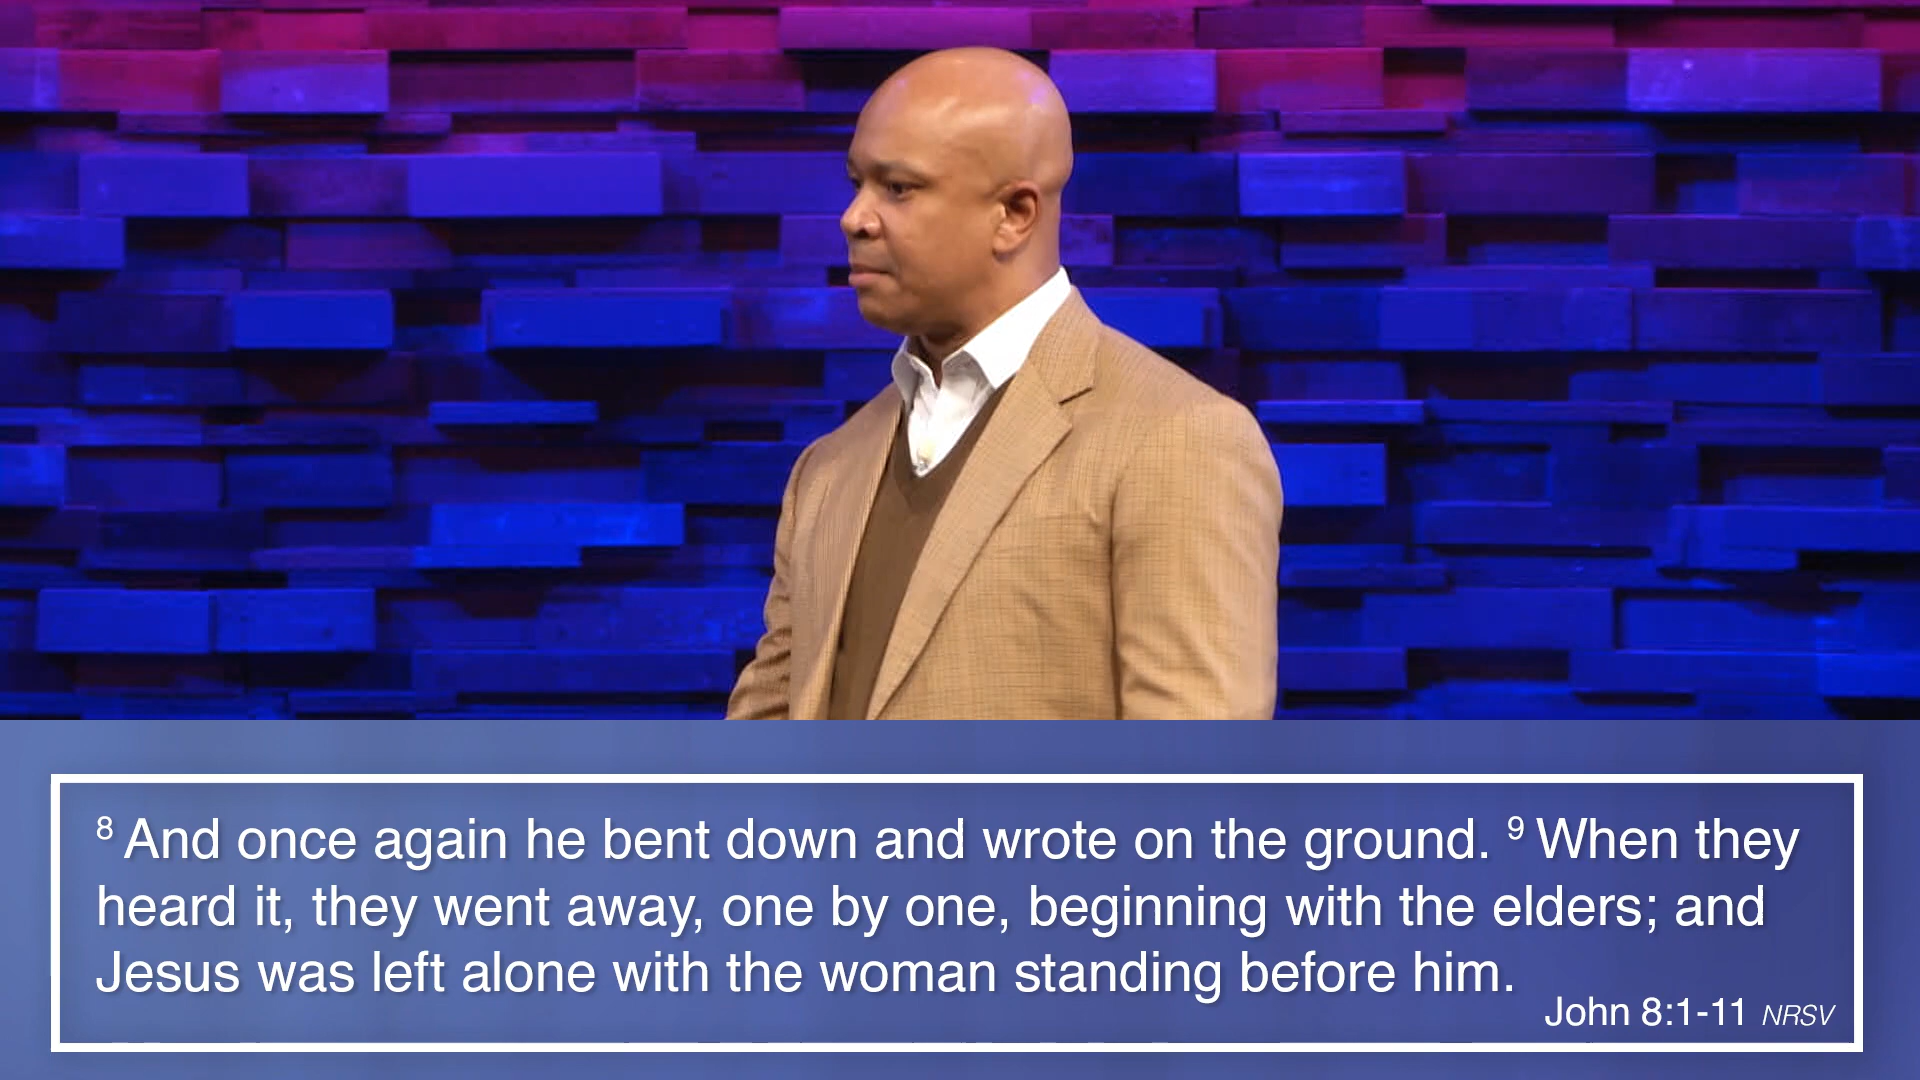 8 And once again he bent down and wrote on the ground. 9 When they
heard it, they went away, one by one, beginning with the elders; and
Jesus was left alone with the woman standing before him.
John 8:1-11 NRSV